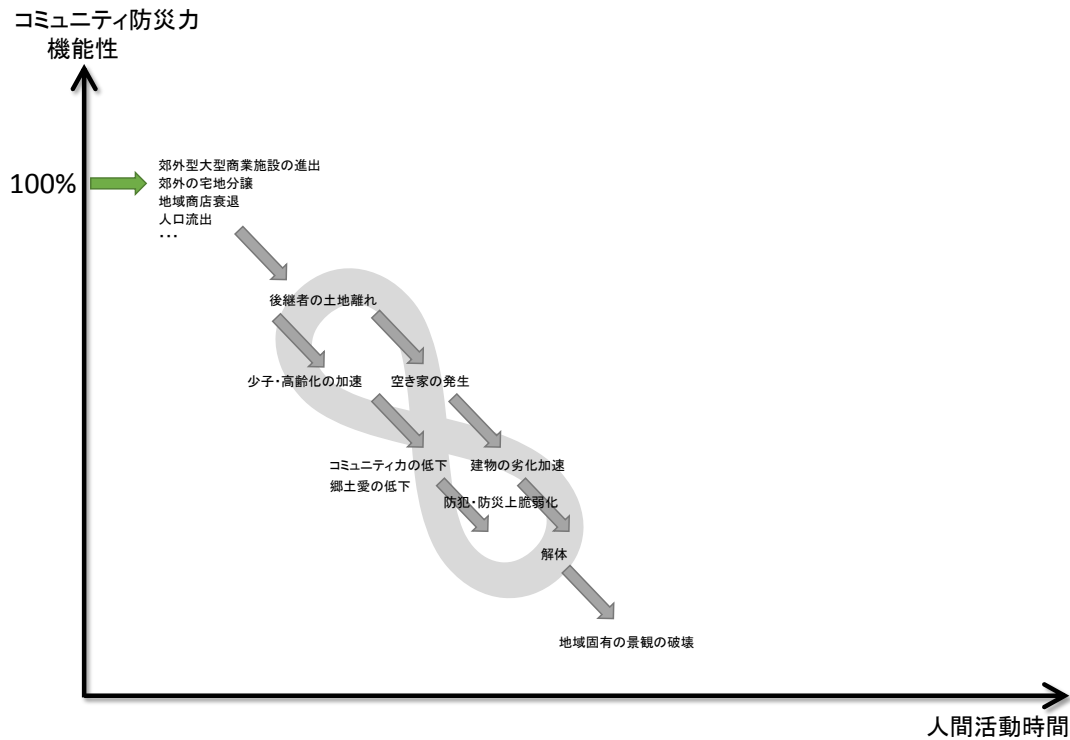 コミュニティ防災力
機能性
100%
郊外型大型商業施設の進出
郊外の宅地分譲
地域商店衰退
人口流出
…
後継者の土地離れ
少子・高齢化の加速
空き家の発生
コミュニティ力の低下
郷土愛の低下
建物の劣化加速
防犯・防災上脆弱化
解体
地域固有の景観の破壊
人間活動時間